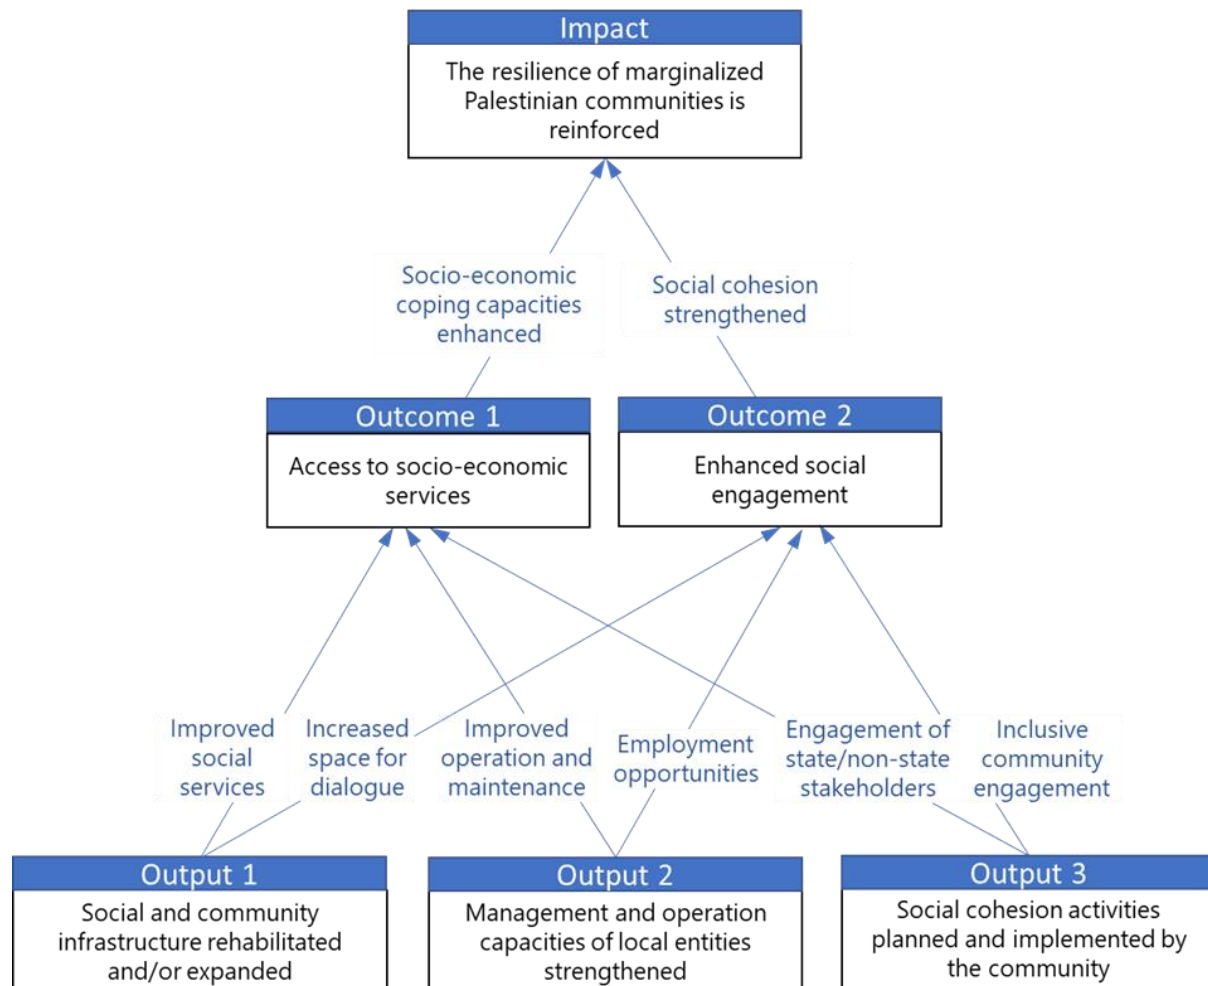 Impact
The resilience of marginalized
Palestinian communities is
reinforced
Socio-economic
coping capacities
enhanced
Social cohesion
strengthened
Outcome 1
Access to socio-economic
services
Outcome 2
Enhanced social
engagement
Improved
social
services
Increased
space for
dialogue
Improved
operation and
maintenance
Employment
opportunities
Engagement of
state/non-state
stakeholders
Inclusive
community
engagement
Output 1
Social and community
infrastructure rehabilitated
and/or expanded
Output 2
Management and operation
capacities of local entities
strengthened
Output 3
Social cohesion activities
planned and implemented by
the community